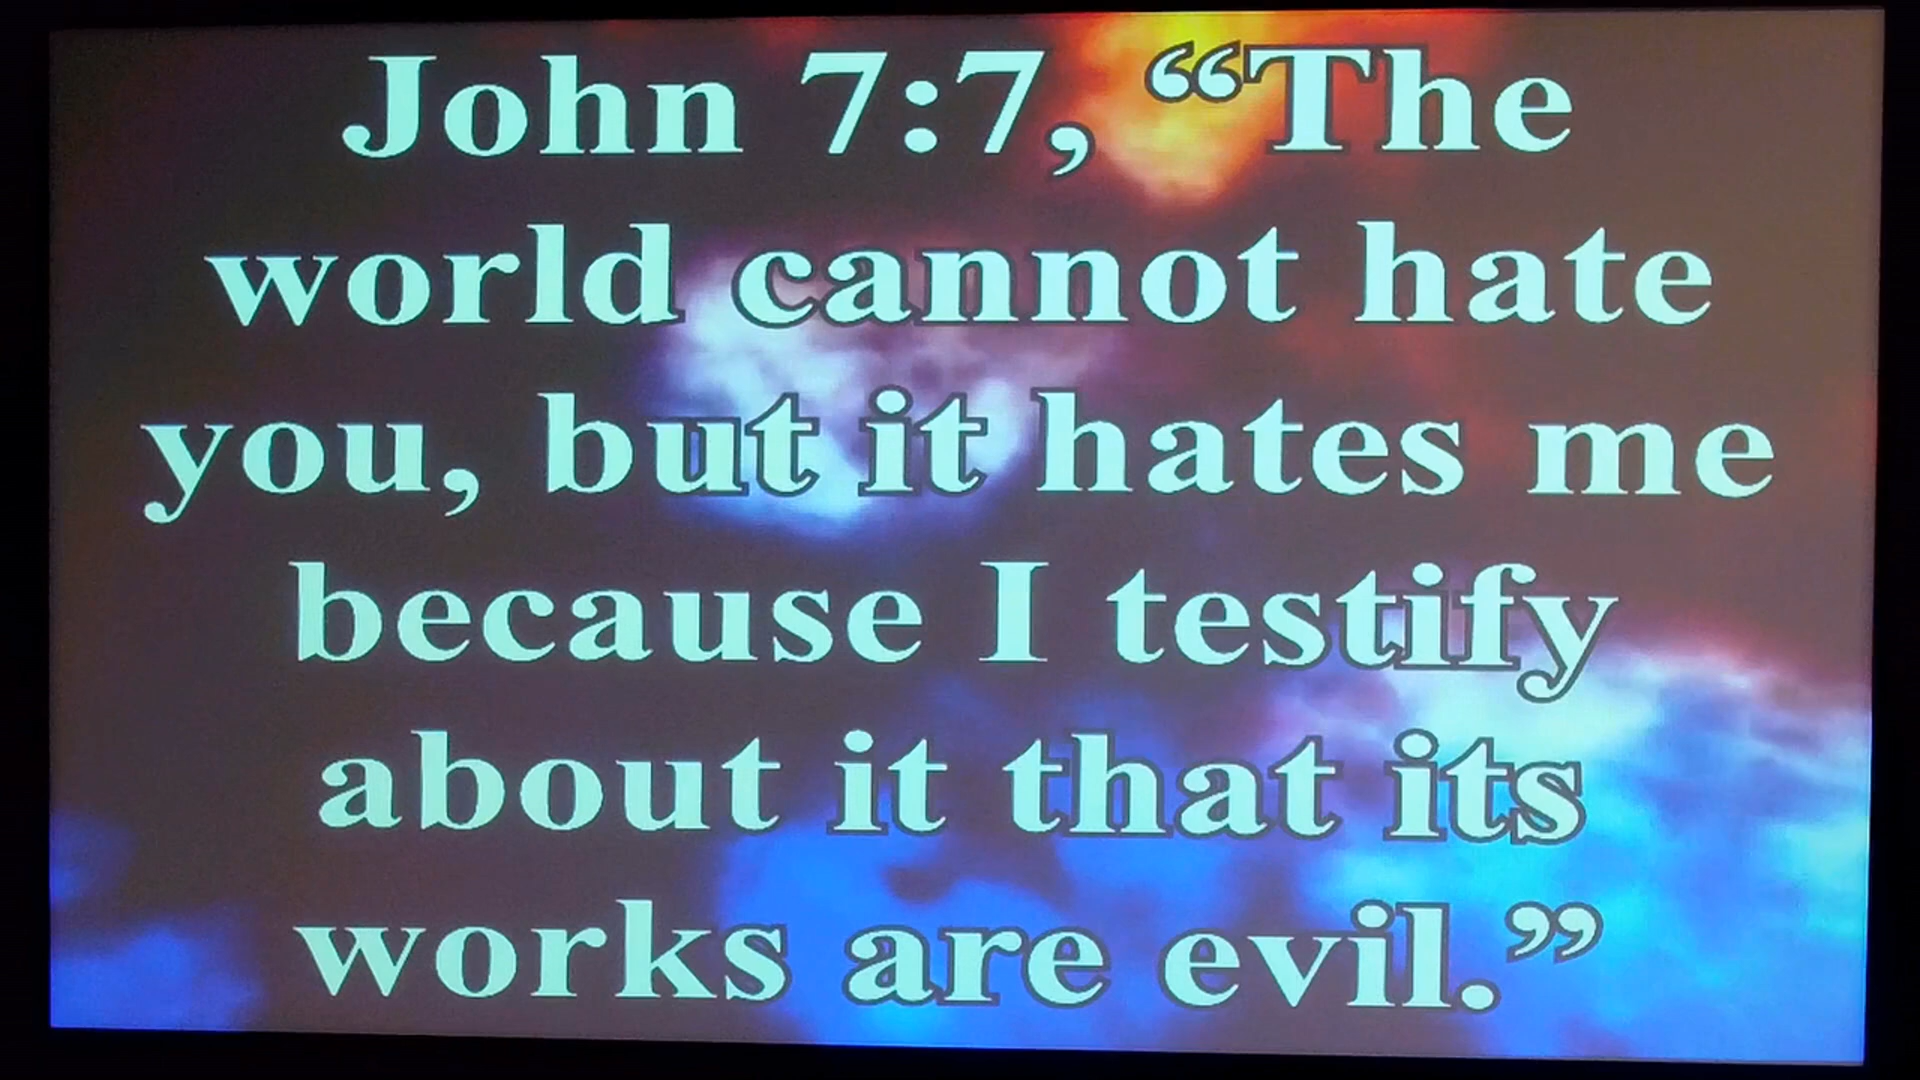 John 7:7, “The
world cannot hate
you, but it hates me
because I testify
about it that its
works are evil.”